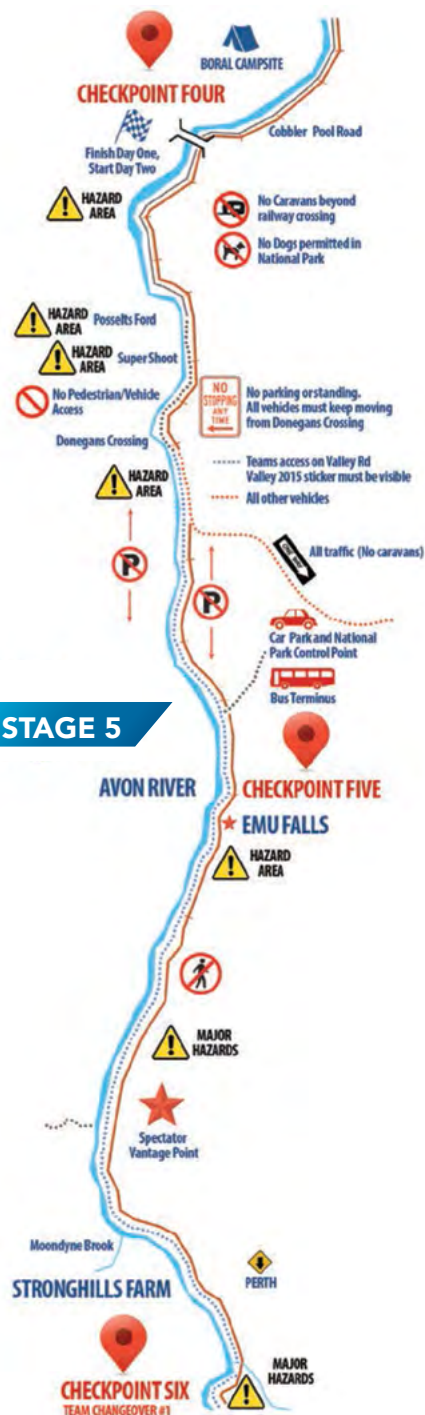 BORAL CAMPSITE
CHECKPOINT FOUR
Cobbler Pool Road
Finish Day One,
Start Day Two
HAZARD
AREA
No Caravans beyond
railway crossing
No Dogs permitted in
National Park
HAZARD
AREA
Posselts Ford
HAZARD
AREA
Super Shoot
No Pedestrian/Vehicle
Access
NO
STOPPING
ANY
TIME
No parking or standing.
All vehicles must keep moving
from Donegans Crossing
Donegans Crossing
Teams access on Valley Rd
Valley 2015 sticker must be visible
HAZARD
AREA
All other vehicles
P
ONE WAY
All traffic (No caravans)
P
Car Park and National
Park Control Point
Bus Terminus
STAGE 5
AVON RIVER
CHECKPOINT FIVE
EMU FALLS
HAZARD
AREA
MAJOR
HAZARDS
Spectator
Vantage Point
Moondyne Brook
STRONGHILLS FARM
PERTH
MAJOR
HAZARDS
CHECKPOINT SIX
TEAM CHANGEOVER #1